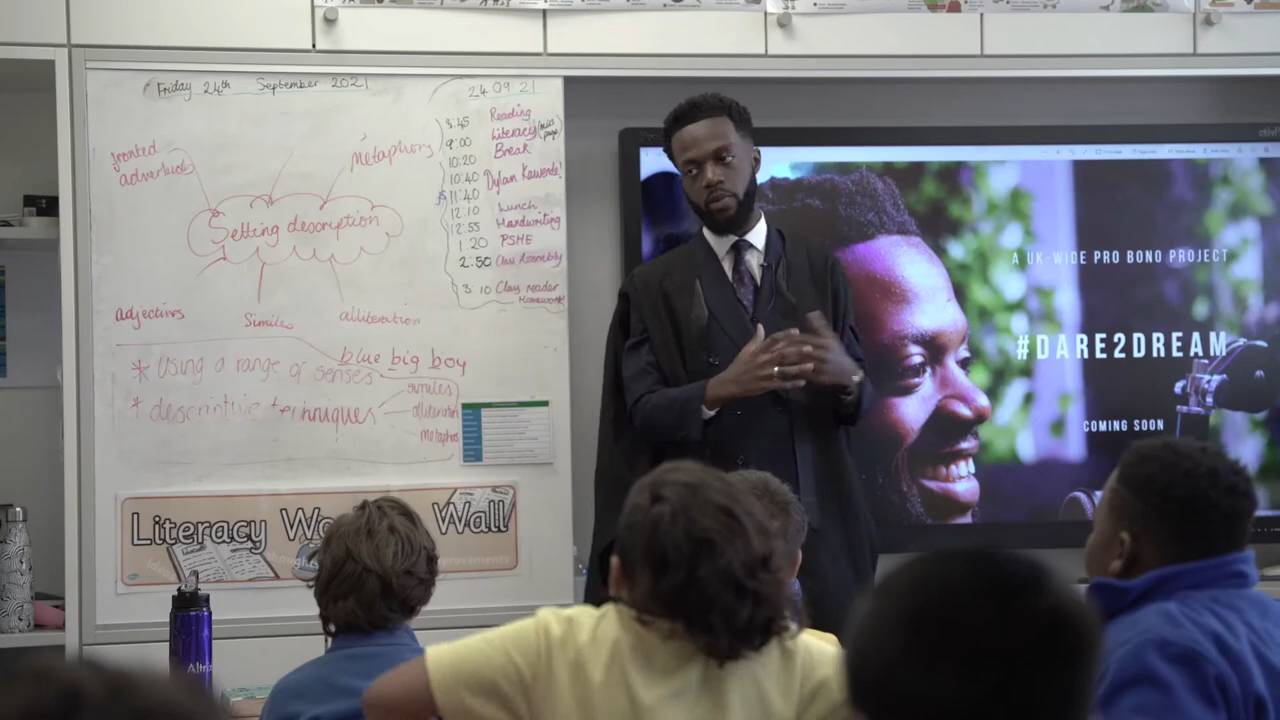 Friday 24th September 2021
fronted
adverbials
Metaphors
Setting description
adjectives
Similes
alliteration
24 09 21
8.45 Reading
9:00 Literacy
10:20 Break
10:40 Dylan
11:40
12:10 Lunch
12:55 Handwriting
1.20 PSHE
2:50 Class Assembly
3 10 Class reader
Homework
blue big boy
* Using a range of senses
* descriptive techniques
similes
alliteration
metaphors
Literacy Wall
A UK-WIDE PRO BONO PROJECT
#DARE2DREAM
COMING SOON